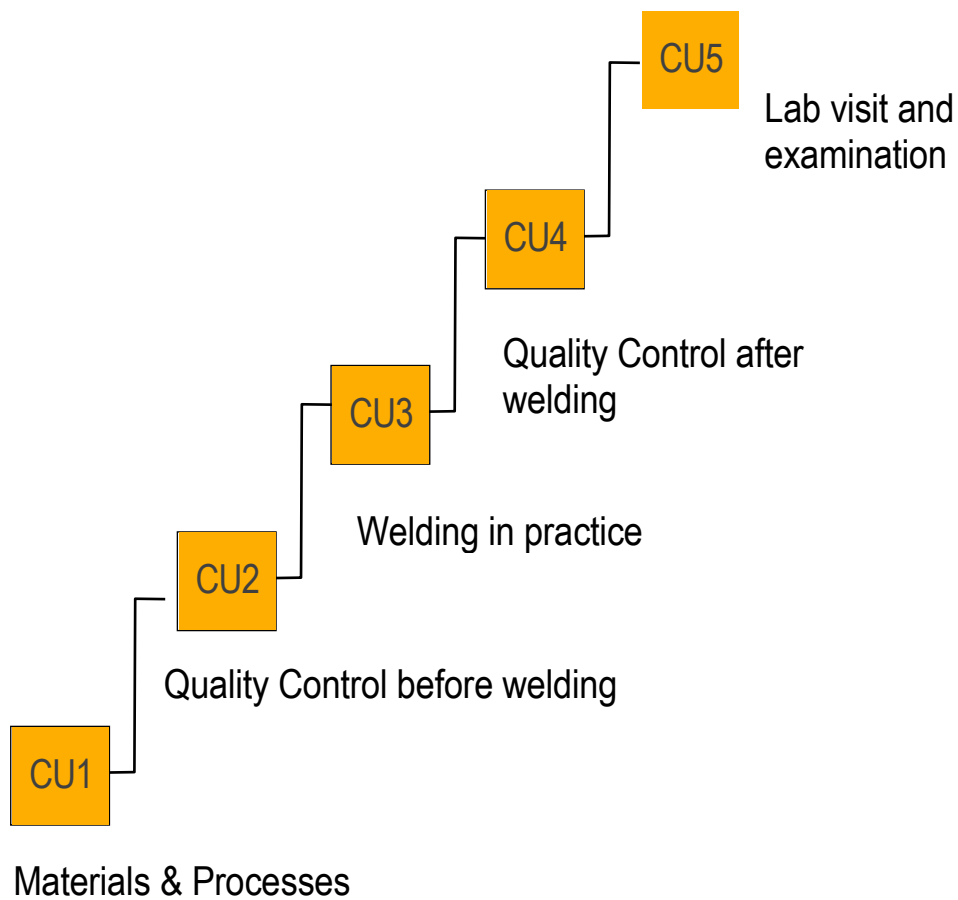 CU5
Lab visit and
examination
CU4
Quality Control after
welding
CU3
Welding in practice
CU2
Quality Control before welding
CU1
Materials & Processes